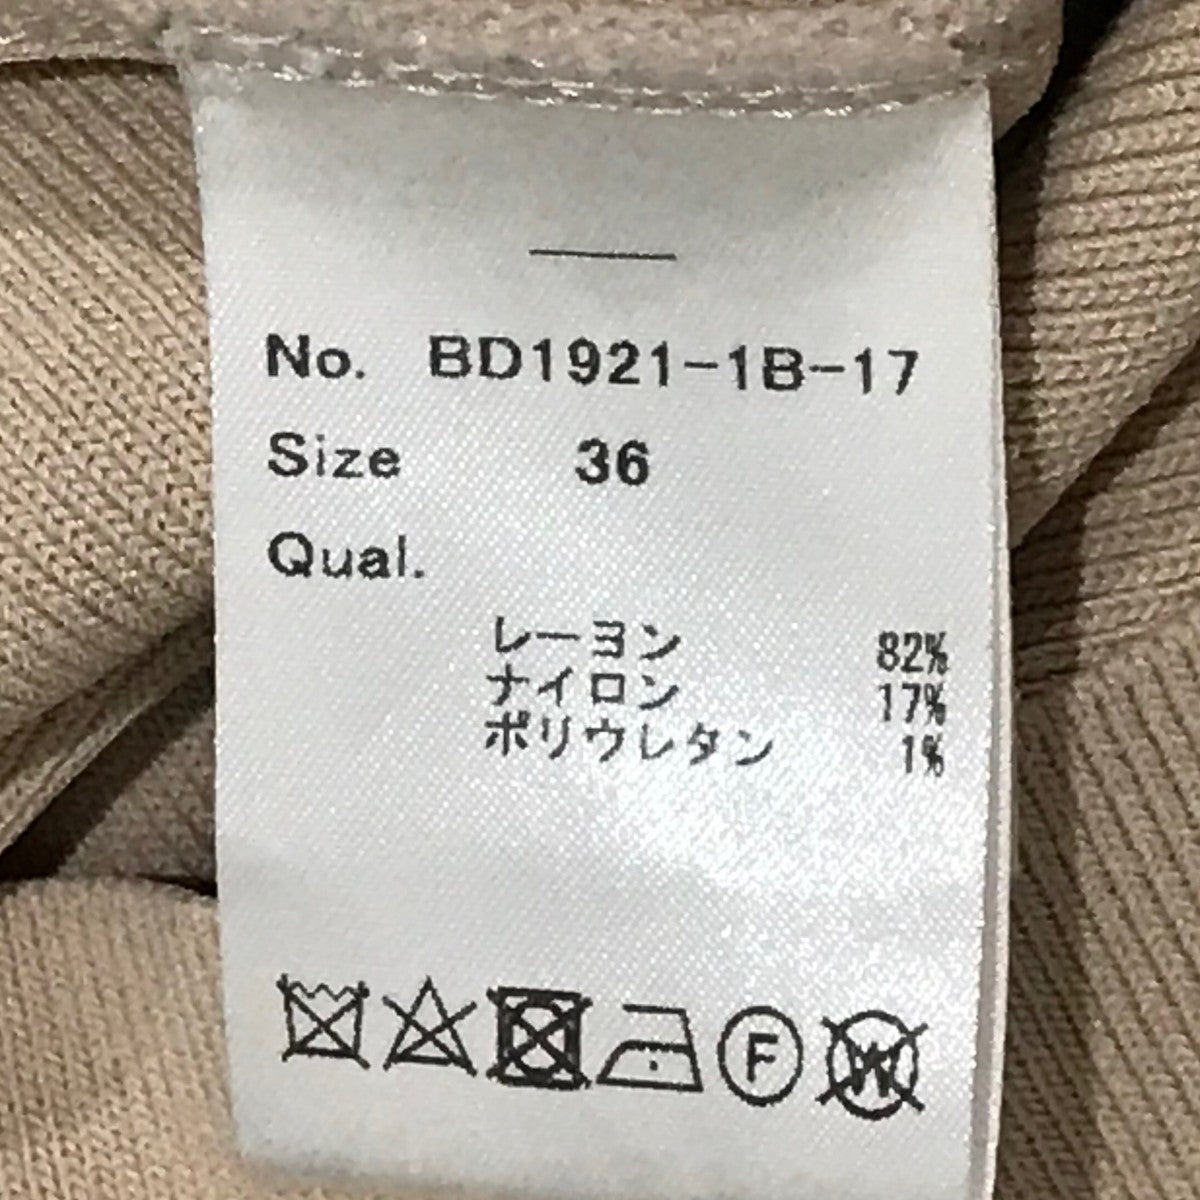 No. BD1921-1B-17
Size 36
Qual.
レーヨン 82%
ナイロン 17%
ポリウレタン 1%
F W